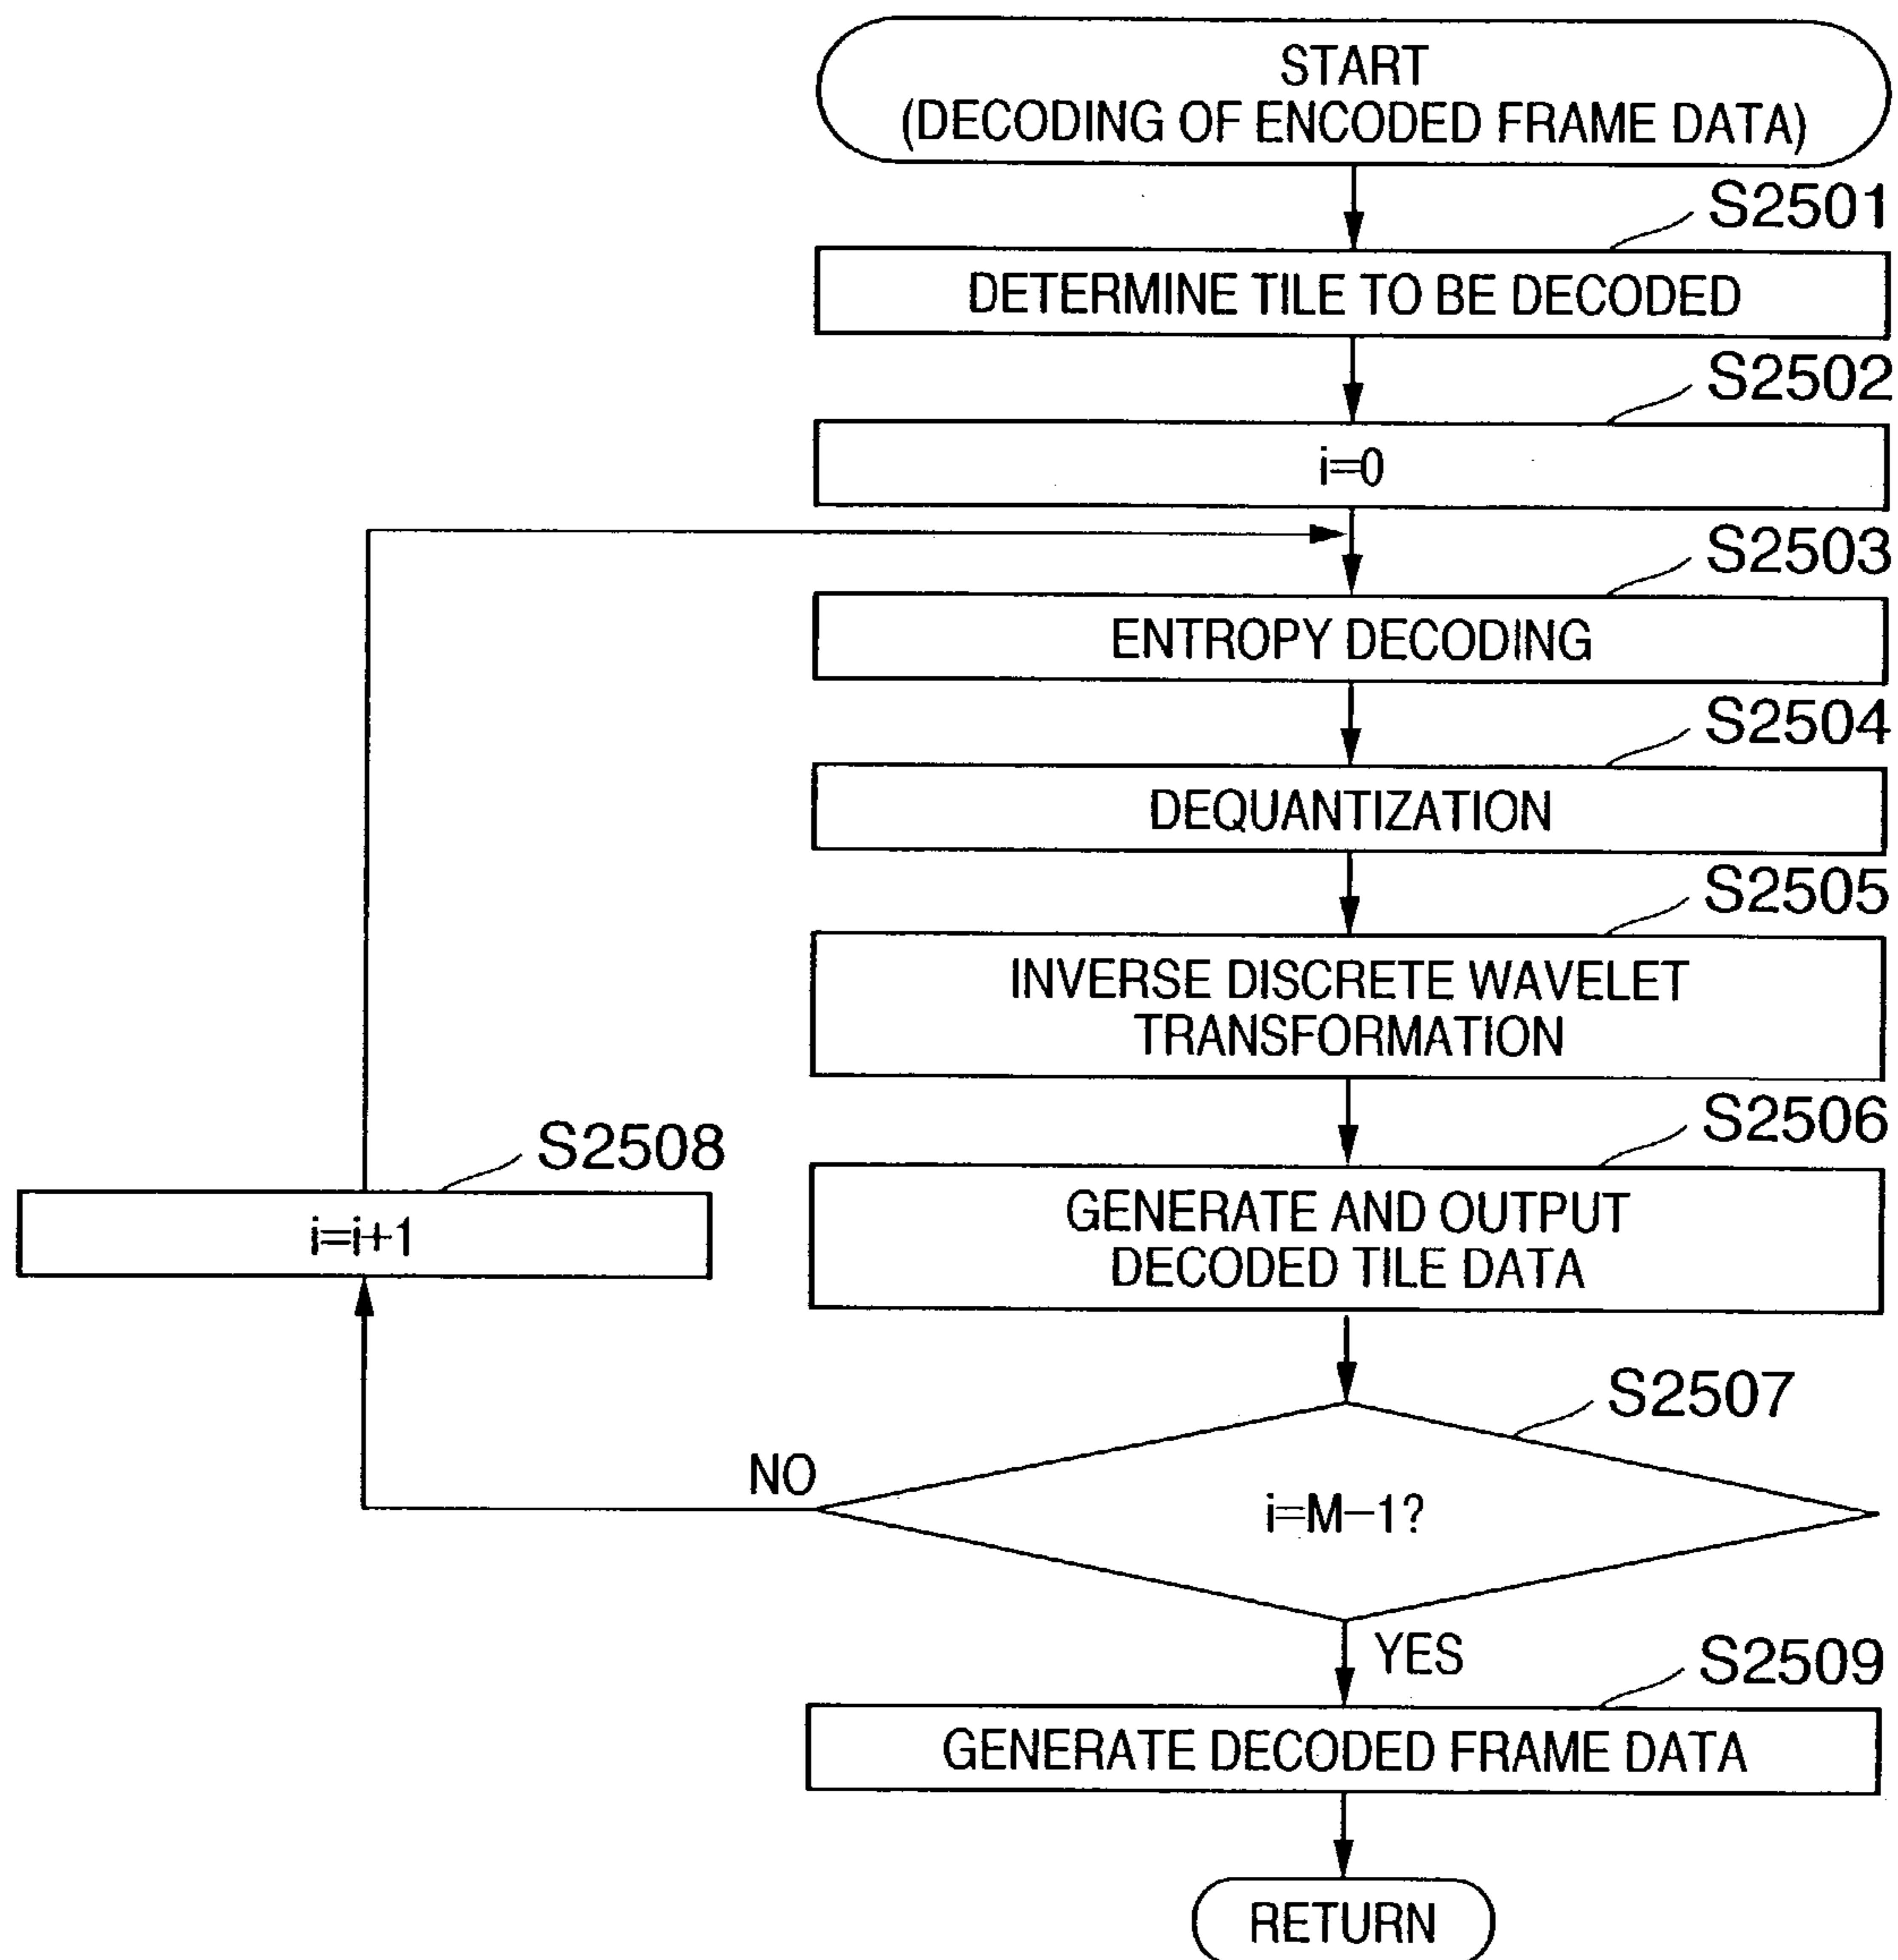 START
(DECODING OF ENCODED FRAME DATA)
S2501
DETERMINE TILE TO BE DECODED
S2502
i=0
S2503
ENTROPY DECODING
S2504
DEQUANTIZATION
S2505
INVERSE DISCRETE WAVELET
TRANSFORMATION
S2506
GENERATE AND OUTPUT
DECODED TILE DATA
S2508
i=i+1
S2507
NO
i=M−1?
YES
S2509
GENERATE DECODED FRAME DATA
RETURN